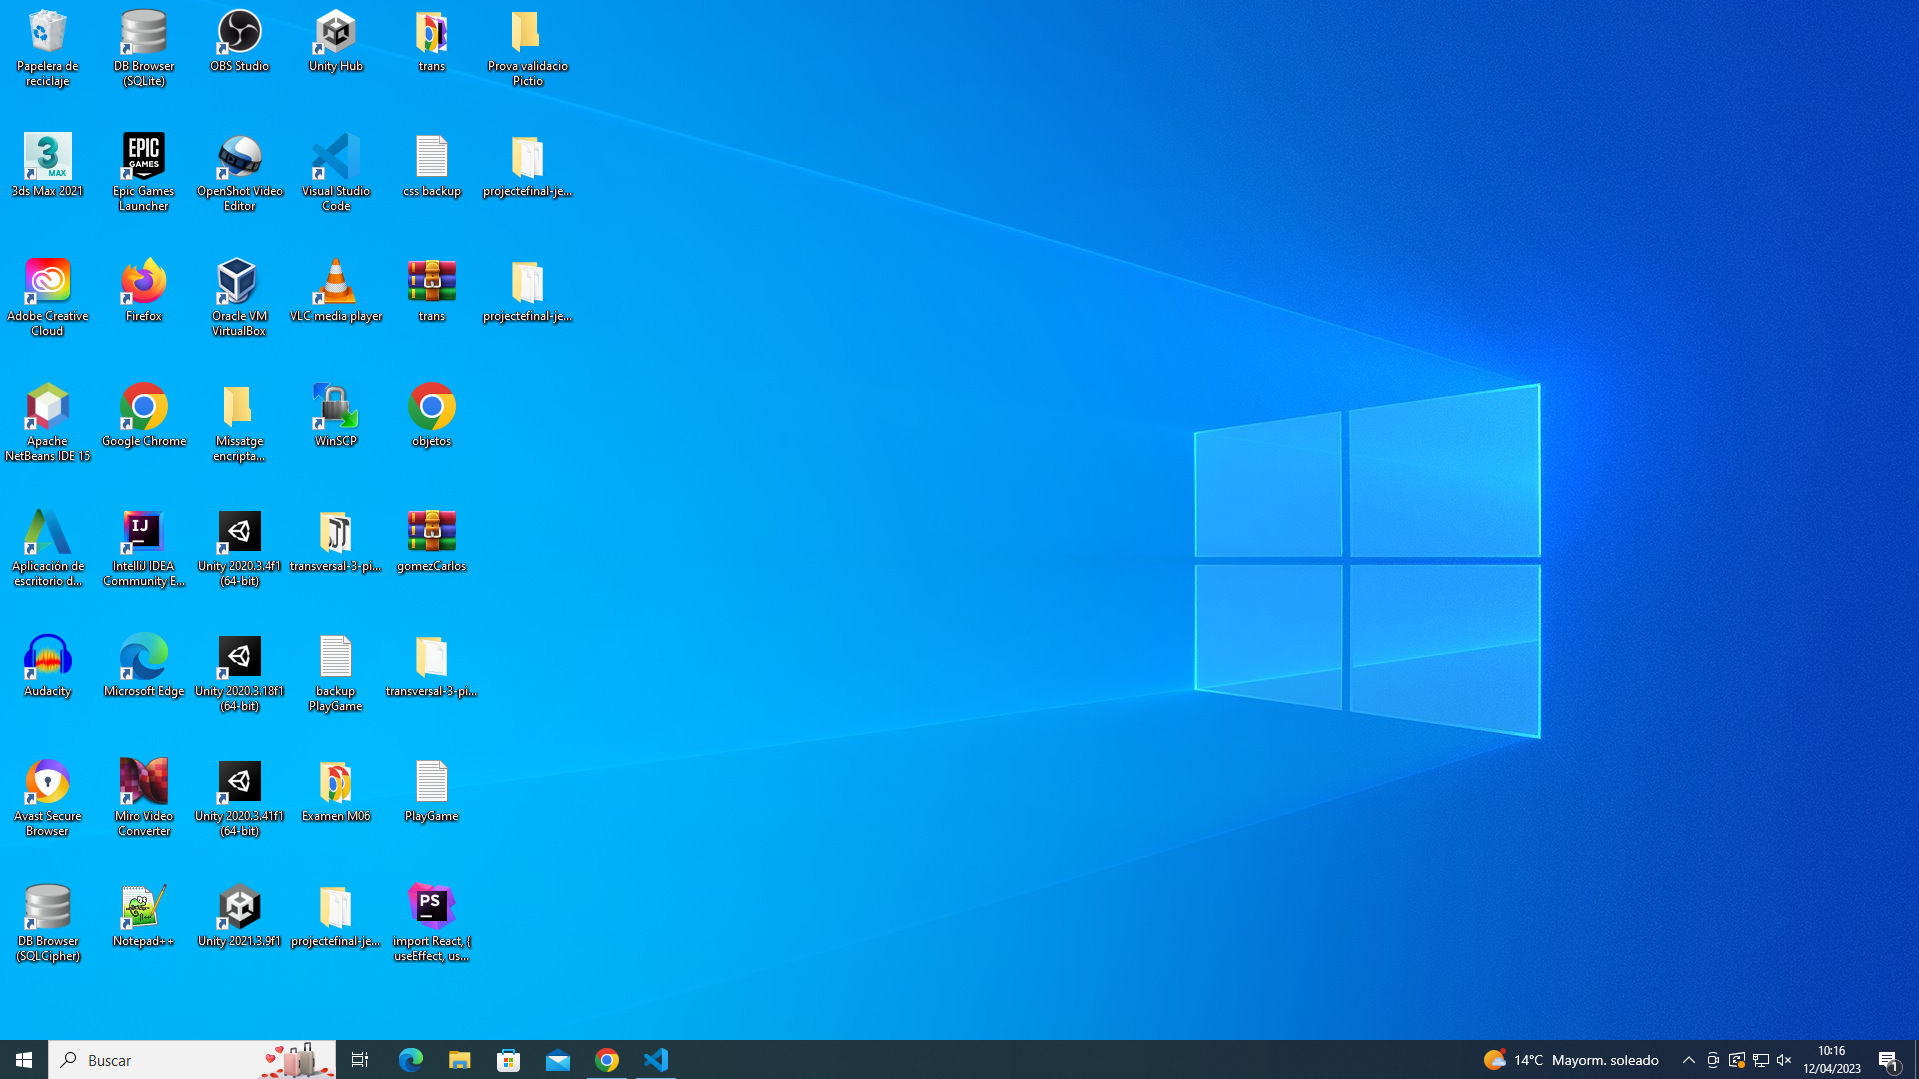 Papelera de
reciclaje
DB Browser
(SQLite)
OBS Studio
Unity Hub
trans
Prova validacio
Pictio
3
MAX
3ds Max 2021
EPIC
GAMES
Epic Games
Launcher
OpenShot Video
Editor
Visual Studio
Code
css backup
projectefinal-je...
Adobe Creative
Cloud
Firefox
Oracle VM
VirtualBox
VLC media player
trans
projectefinal-je...
Apache
NetBeans IDE 15
Google Chrome
Missatge
encripta...
WinSCP
objetos
Aplicación de
escritorio d...
IJ
IntelliJ IDEA
Community E...
Unity 2020.3.4f1
(64-bit)
transversal-3-pi...
gomezCarlos
Audacity
Microsoft Edge
Unity 2020.3.18f1
(64-bit)
backup
PlayGame
transversal-3-pi...
Avast Secure
Browser
Miro Video
Converter
Unity 2020.3.41f1
(64-bit)
Examen M06
PlayGame
DB Browser
(SQLCipher)
Notepad++
Unity 2021.3.9f1
projectefinal-je...
PS
import React, {
useEffect, us...
Buscar
14°C Mayorm. soleado
10:16
12/04/2023
1